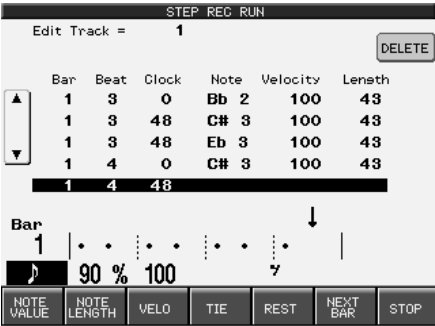 STEP REC RUN
Edit Track = 1
DELETE
Bar Beat Clock Note Velocity Length
1 3 0 Bb 2 100 43
1 3 48 C# 3 100 43
1 3 48 Eb 3 100 43
1 4 0 C# 3 100 43
1 4 48
Bar
1
90 % 100
NOTE VALUE NOTE LENGTH VELO TIE REST NEXT BAR STOP